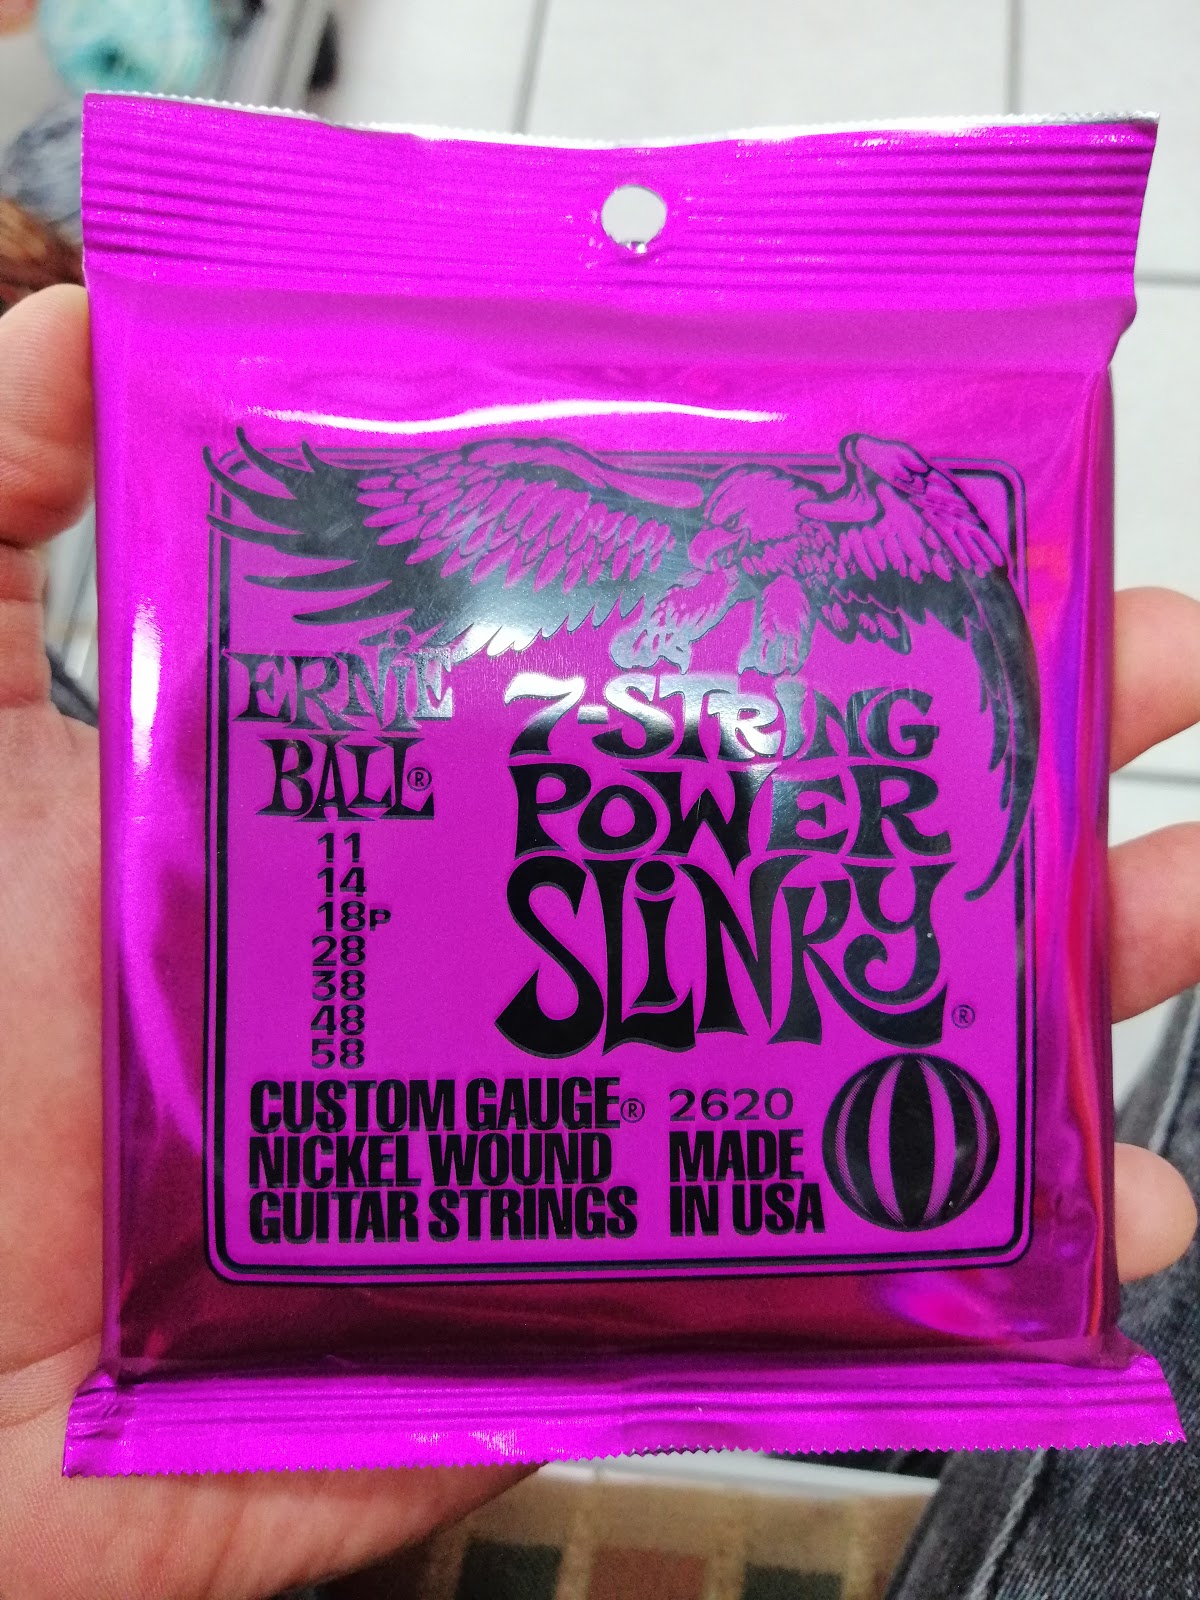 ERNIE
BALL®
11
14
18P
28
38
48
58
7-STRING
POWER
SLINKY®
CUSTOM GAUGE®
NICKEL WOUND
GUITAR STRINGS
2620
MADE
IN USA